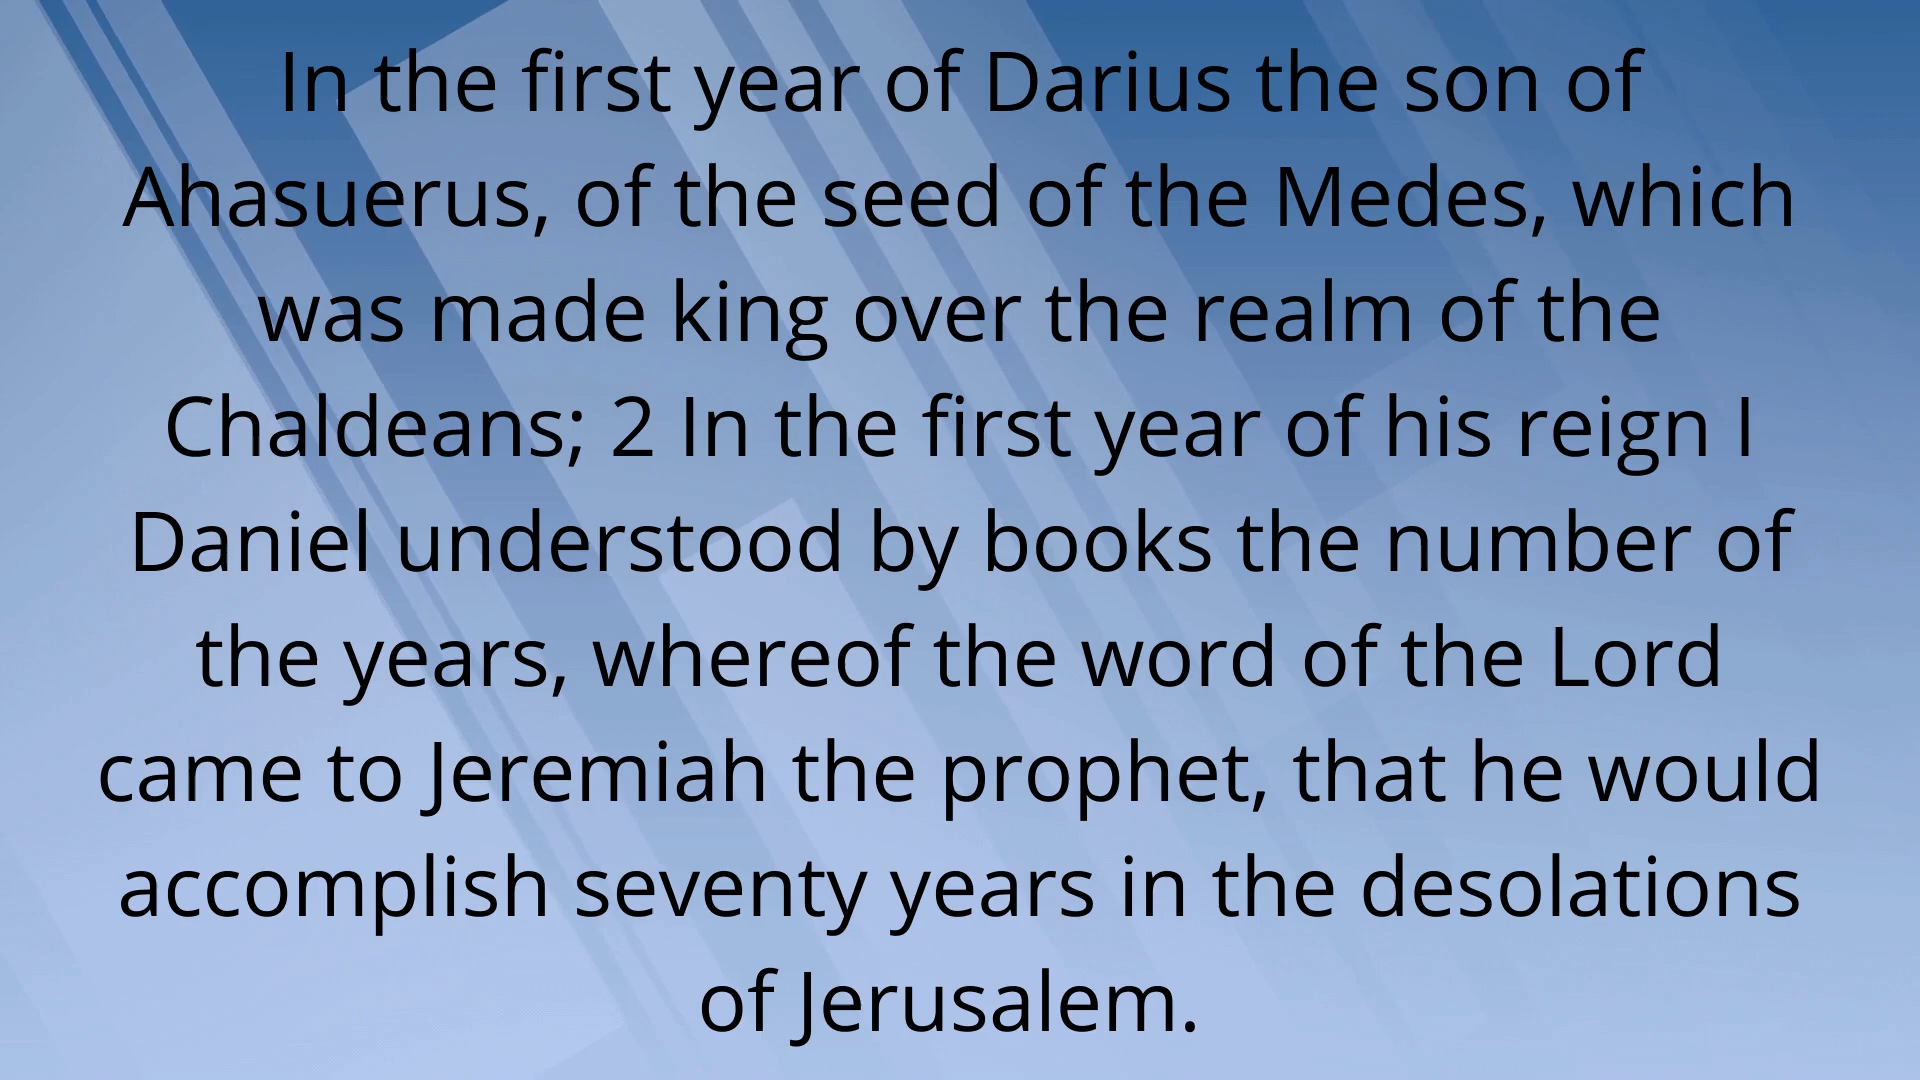 In the first year of Darius the son of
Ahasuerus, of the seed of the Medes, which
was made king over the realm of the
Chaldeans; 2 In the first year of his reign I
Daniel understood by books the number of
the years, whereof the word of the Lord
came to Jeremiah the prophet, that he would
accomplish seventy years in the desolations
of Jerusalem.